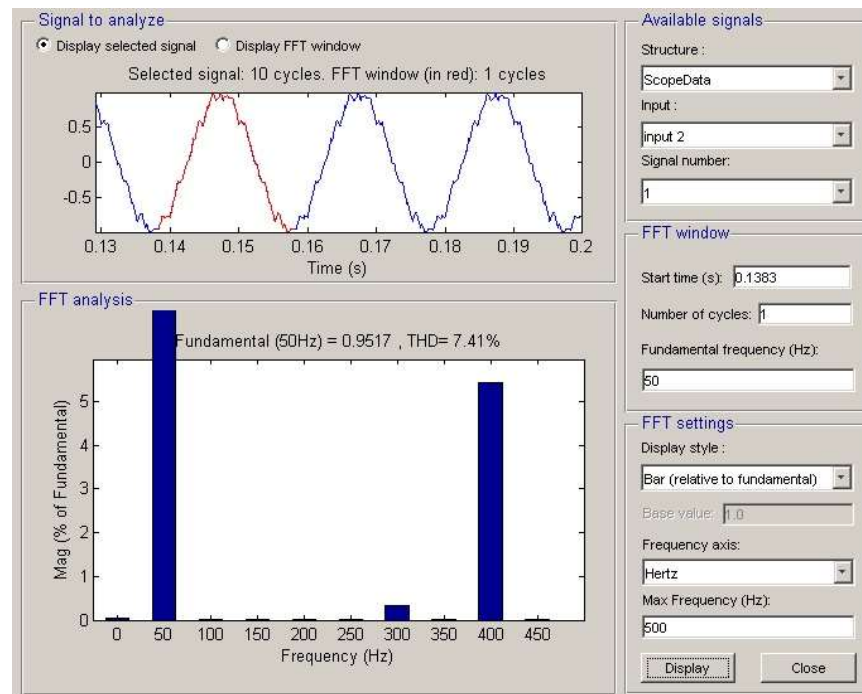 Signal to analyze
Display selected signal Display FFT window
Selected signal: 10 cycles. FFT window (in red): 1 cycles
0.5
0
-0.5
0.13 0.14 0.15 0.16 0.17 0.18 0.19 0.2
Time (s)
FFT analysis
Fundamental (50Hz) = 0.9517 , THD= 7.41%
Mag (% of Fundamental)
5
4
3
2
1
0
0 50 100 150 200 250 300 350 400 450
Frequency (Hz)
Available signals
Structure :
ScopeData
Input :
input 2
Signal number:
1
FFT window
Start time (s): 0.1383
Number of cycles: 1
Fundamental frequency (Hz):
50
FFT settings
Display style :
Bar (relative to fundamental)
Base value: 1.0
Frequency axis:
Hertz
Max Frequency (Hz):
500
Display Close